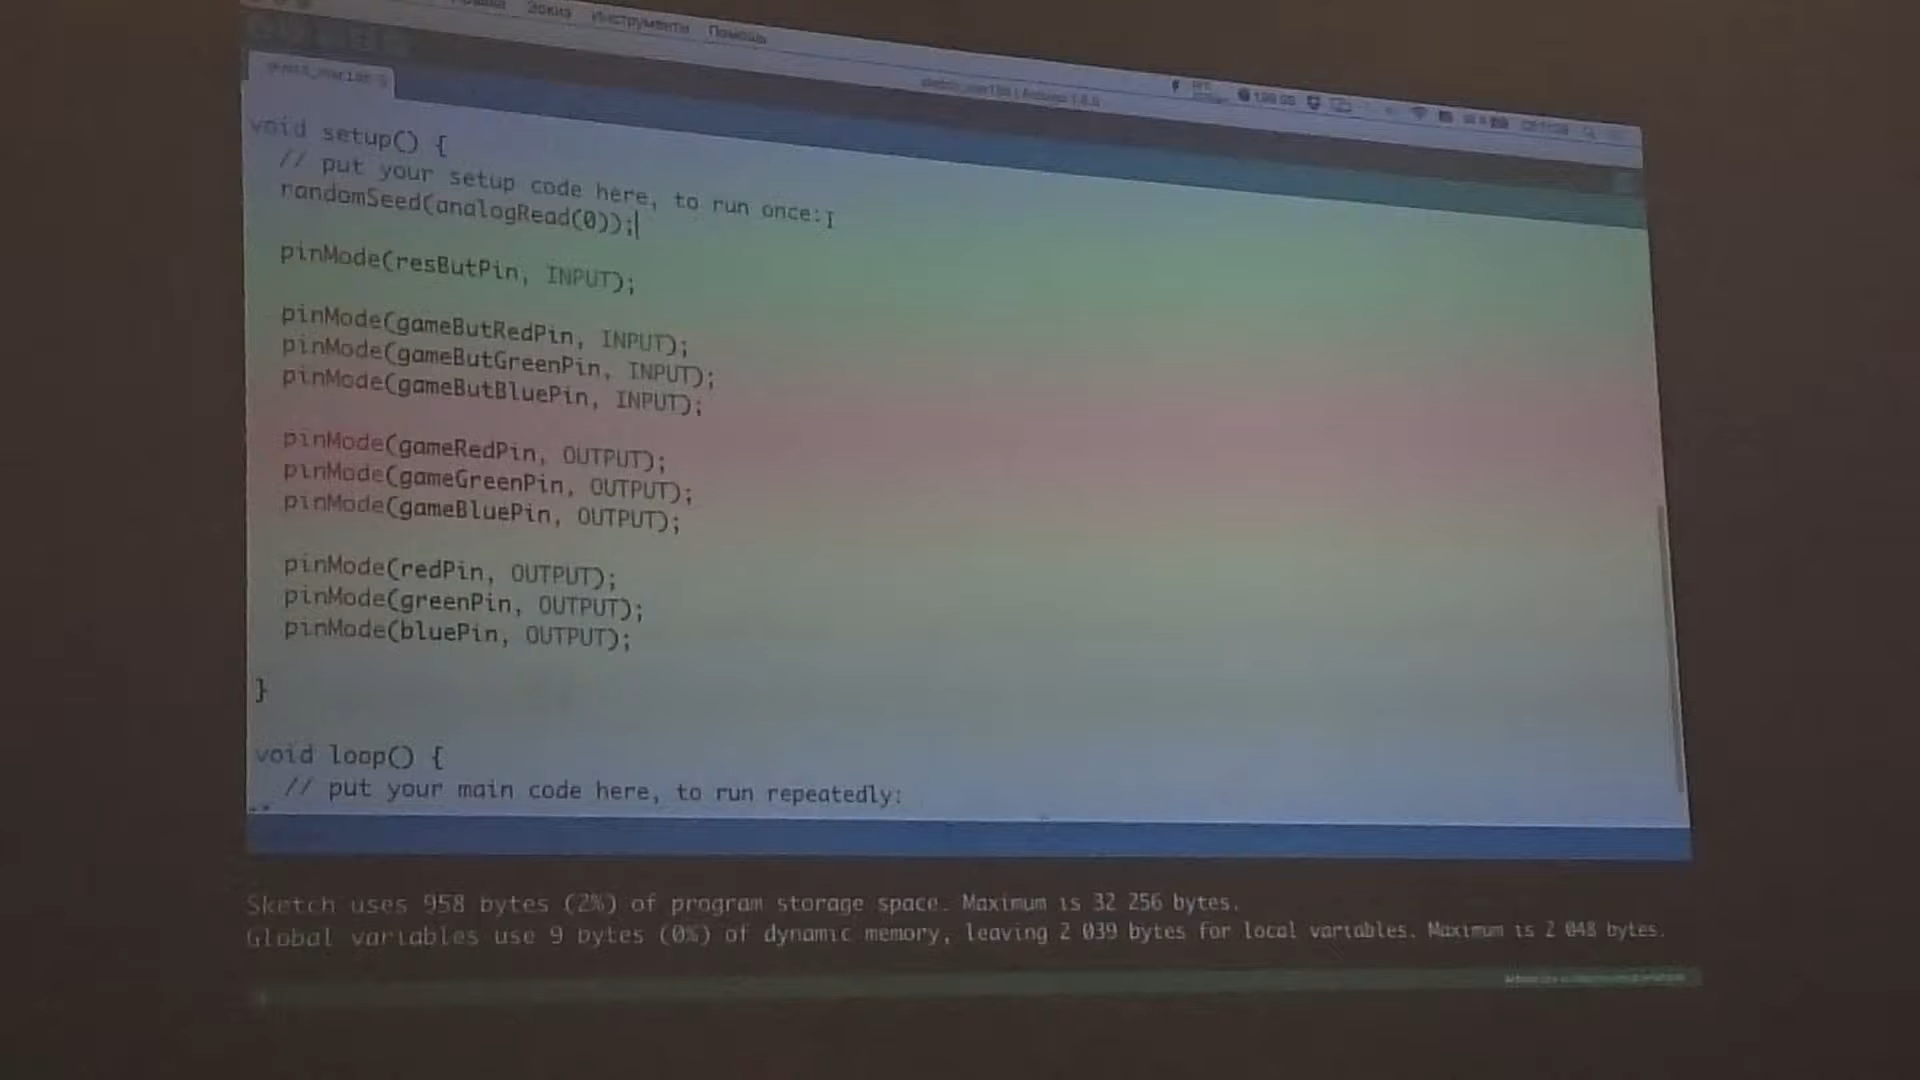 Эскиз Инструменти Помощь
void setup() {
// put your setup code here, to run once:
randomSeed(analogRead(0));
pinMode(resButPin, INPUT);
pinMode(gameButRedPin, INPUT);
pinMode(gameButGreenPin, INPUT);
pinMode(gameButBluePin, INPUT);
pinMode(gameRedPin, OUTPUT);
pinMode(gameGreenPin, OUTPUT);
pinMode(gameBluePin, OUTPUT);
pinMode(redPin, OUTPUT);
pinMode(greenPin, OUTPUT);
pinMode(bluePin, OUTPUT);
}
void loop() {
// put your main code here, to run repeatedly:
Sketch uses 958 bytes (2%) of program storage space. Maximum is 32 256 bytes.
Global variables use 9 bytes (0%) of dynamic memory, leaving 2 039 bytes for local variables. Maximum is 2 048 bytes.